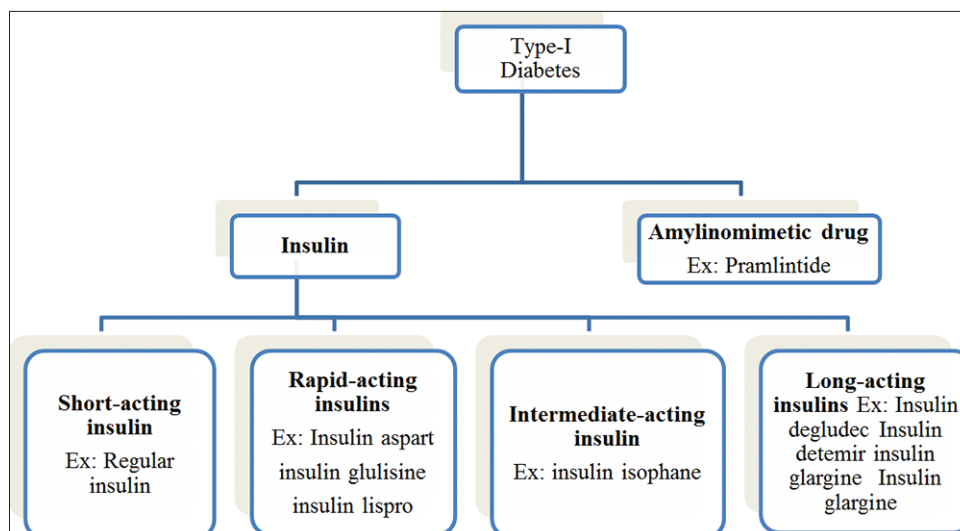 Type-I
Diabetes
Insulin
Amylinomimetic drug
Ex: Pramlintide
Short-acting
insulin
Ex: Regular
insulin
Rapid-acting
insulins
Ex: Insulin aspart
insulin glulisine
insulin lispro
Intermediate-acting
insulin
Ex: insulin isophane
Long-acting
insulins Ex: Insulin
degludec Insulin
detemir insulin
glargine Insulin
glargine